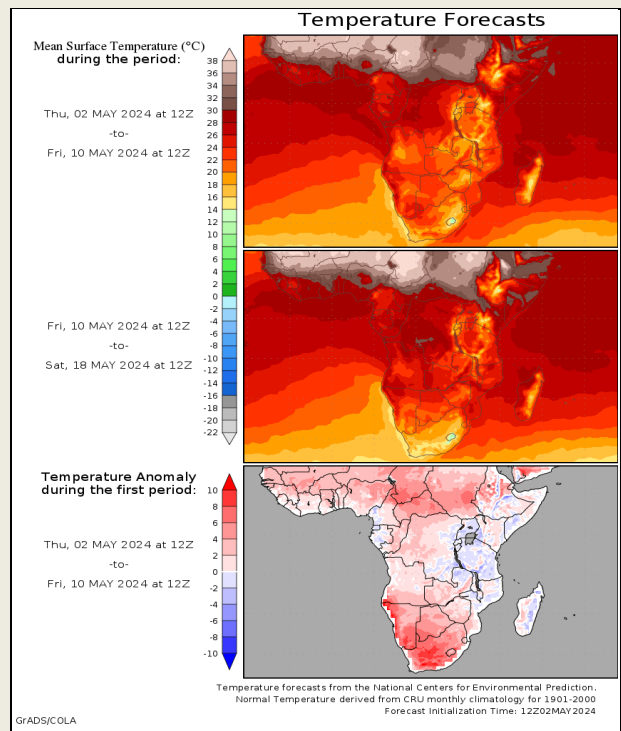 Temperature Forecasts
Mean Surface Temperature (°C)
during the period:
38
36
34
32
30
28
26
24
22
20
18
16
14
12
10
8
6
4
2
0
-2
-4
-6
-8
-10
-12
-14
-16
-18
-20
-22
Thu, 02 MAY 2024 at 12Z
-to-
Fri, 10 MAY 2024 at 12Z
Fri, 10 MAY 2024 at 12Z
-to-
Sat, 18 MAY 2024 at 12Z
Temperature Anomaly
during the first period:
10
8
6
4
2
0
-2
-4
-6
-8
-10
Thu, 02 MAY 2024 at 12Z
-to-
Fri, 10 MAY 2024 at 12Z
Temperature forecasts from the National Centers for Environmental Prediction.
Normal Temperature derived from CRU monthly climatology for 1901-2000
Forecast Initialization Time: 12Z02MAY2024
GrADS/COLA